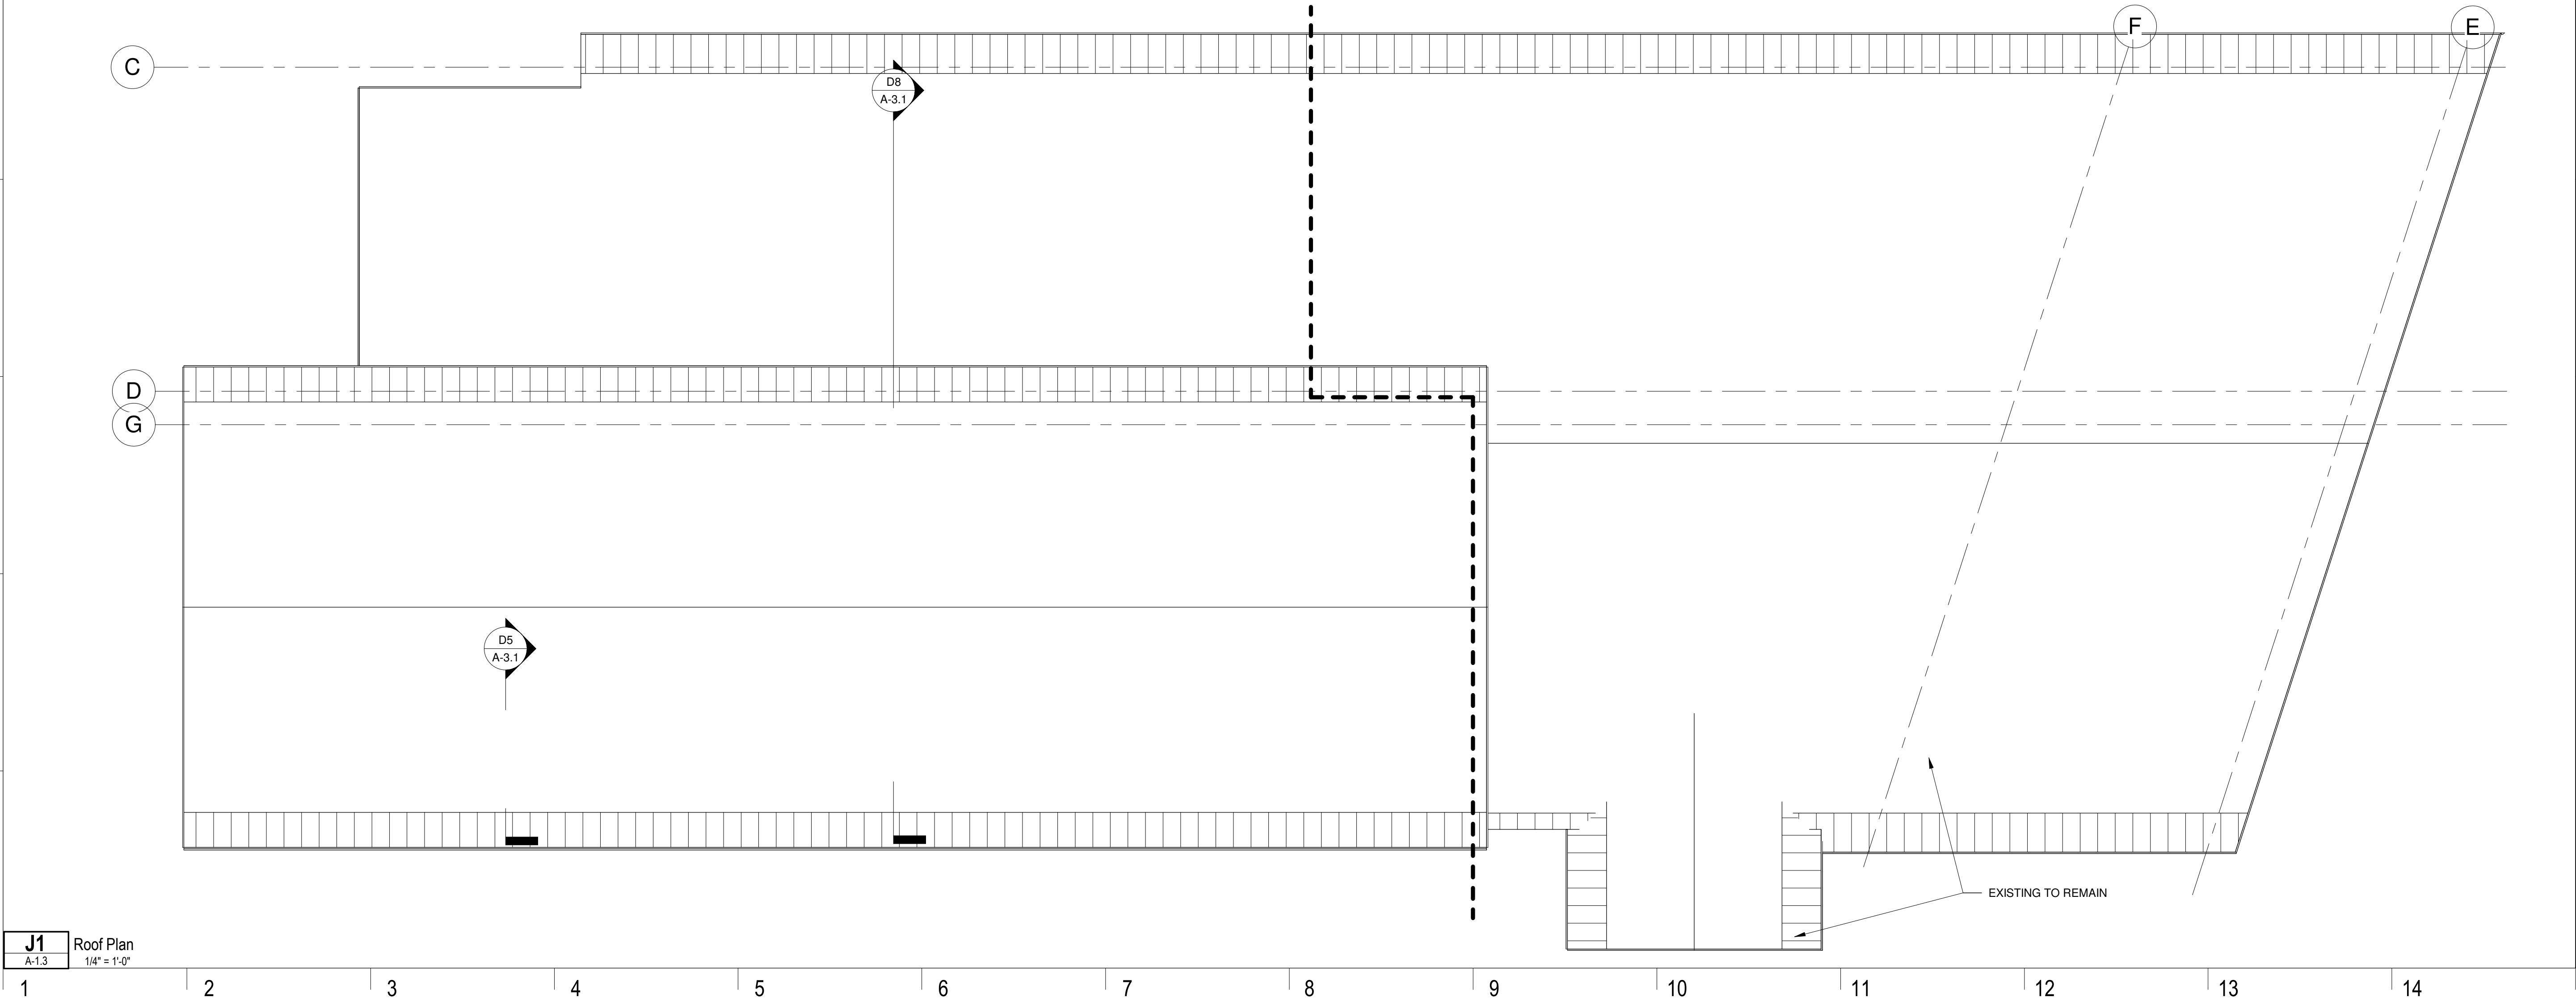 C
F
E
D8
A-3.1
D
G
D5
A-3.1
EXISTING TO REMAIN
J1
A-1.3
Roof Plan
1/4" = 1'-0"
1 2 3 4 5 6 7 8 9 10 11 12 13 14